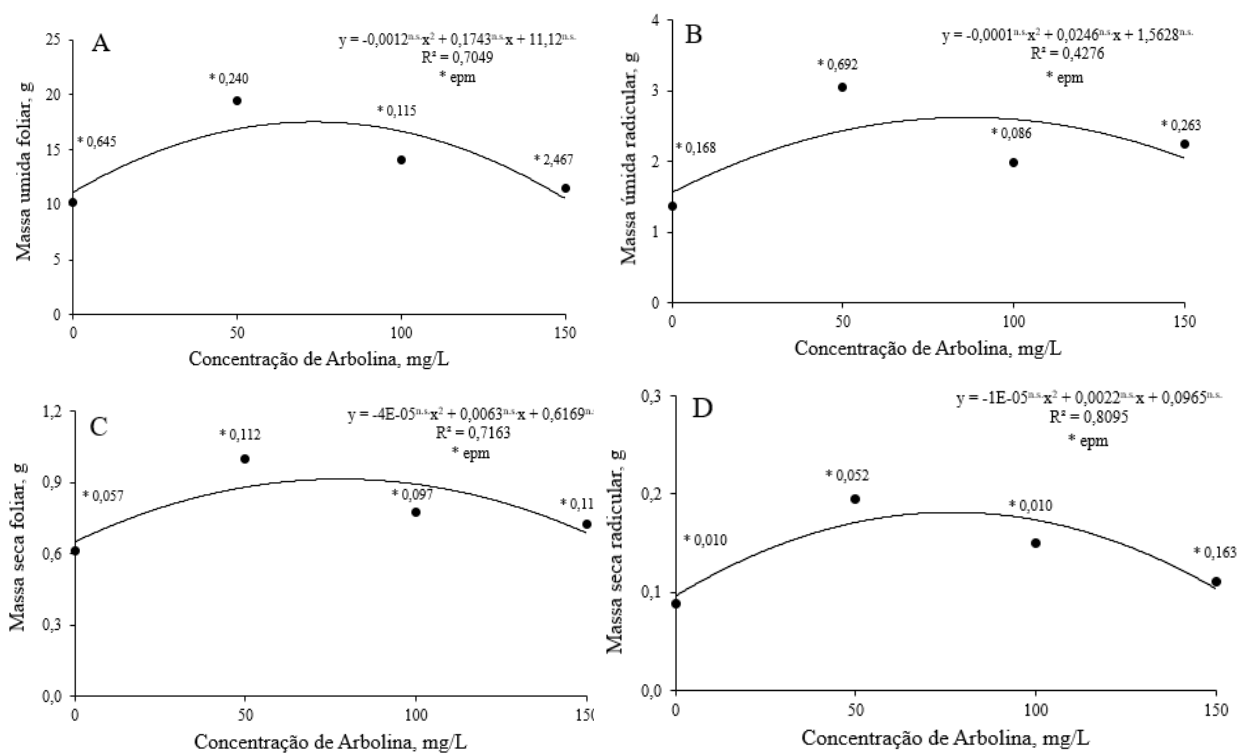 A
y = -0,0012ⁿ·ˢ·x² + 0,1743ⁿ·ˢ·x + 11,12ⁿ·ˢ·
R² = 0,7049
* epm
Massa umida foliar, g
25
20
15
10
5
0
* 0,645
* 0,240
* 0,115
* 2,467
0 50 100 150
Concentração de Arbolina, mg/L
B
y = -0,0001ⁿ·ˢ·x² + 0,0246ⁿ·ˢ·x + 1,5628ⁿ·ˢ·
R² = 0,4276
* epm
Massa úmida radicular, g
4
3
2
1
0
* 0,168
* 0,692
* 0,086
* 0,263
0 50 100 150
Concentração de Arbolina, mg/L
C
y = -4E-05ⁿ·ˢ·x² + 0,0063ⁿ·ˢ·x + 0,6169ⁿ·
R² = 0,7163
* epm
Massa seca foliar, g
1,2
0,9
0,6
0,3
0,0
* 0,057
* 0,112
* 0,097
* 0,11
0 50 100 150
Concentração de Arbolina, mg/L
D
y = -1E-05ⁿ·ˢ·x² + 0,0022ⁿ·ˢ·x + 0,0965ⁿ·ˢ·
R² = 0,8095
* epm
Massa seca radicular, g
0,3
0,2
0,1
0,0
* 0,010
* 0,052
* 0,010
* 0,163
0 50 100 150
Concentração de Arbolina, mg/L